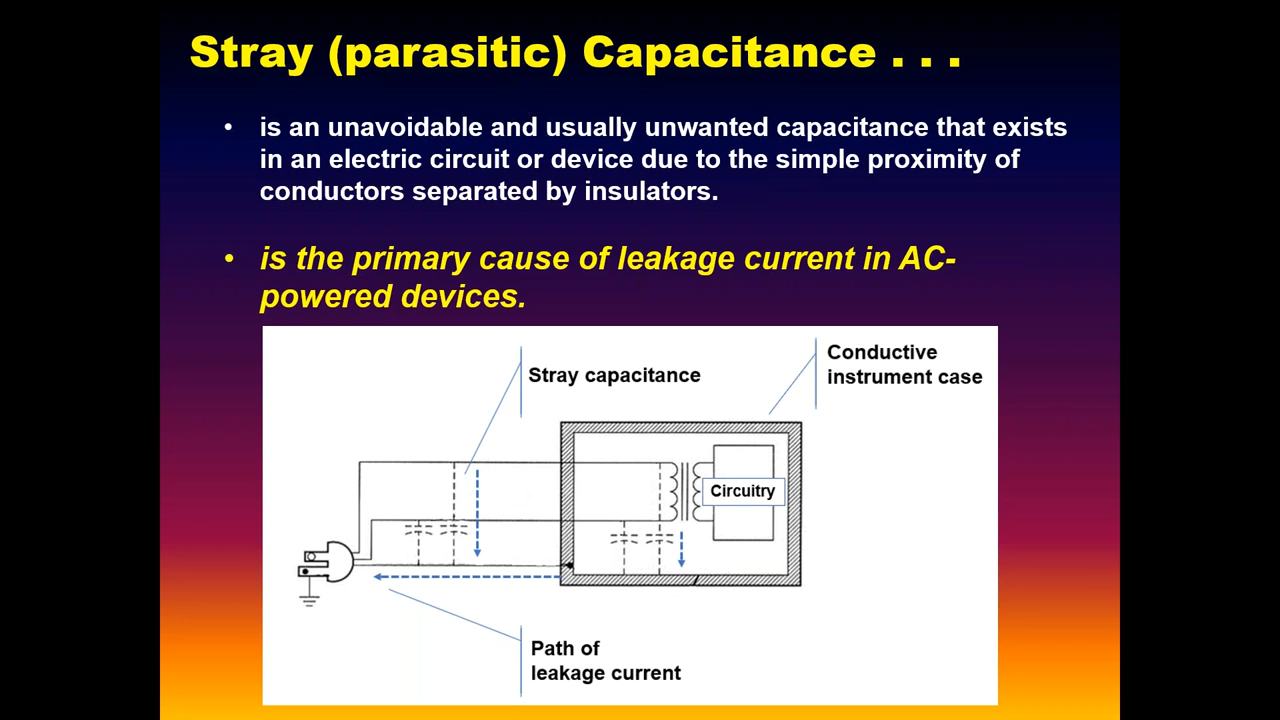 Stray (parasitic) Capacitance . . .
• is an unavoidable and usually unwanted capacitance that exists
in an electric circuit or device due to the simple proximity of
conductors separated by insulators.
• is the primary cause of leakage current in AC-
powered devices.
Conductive
instrument case
Stray capacitance
Circuitry
Path of
leakage current